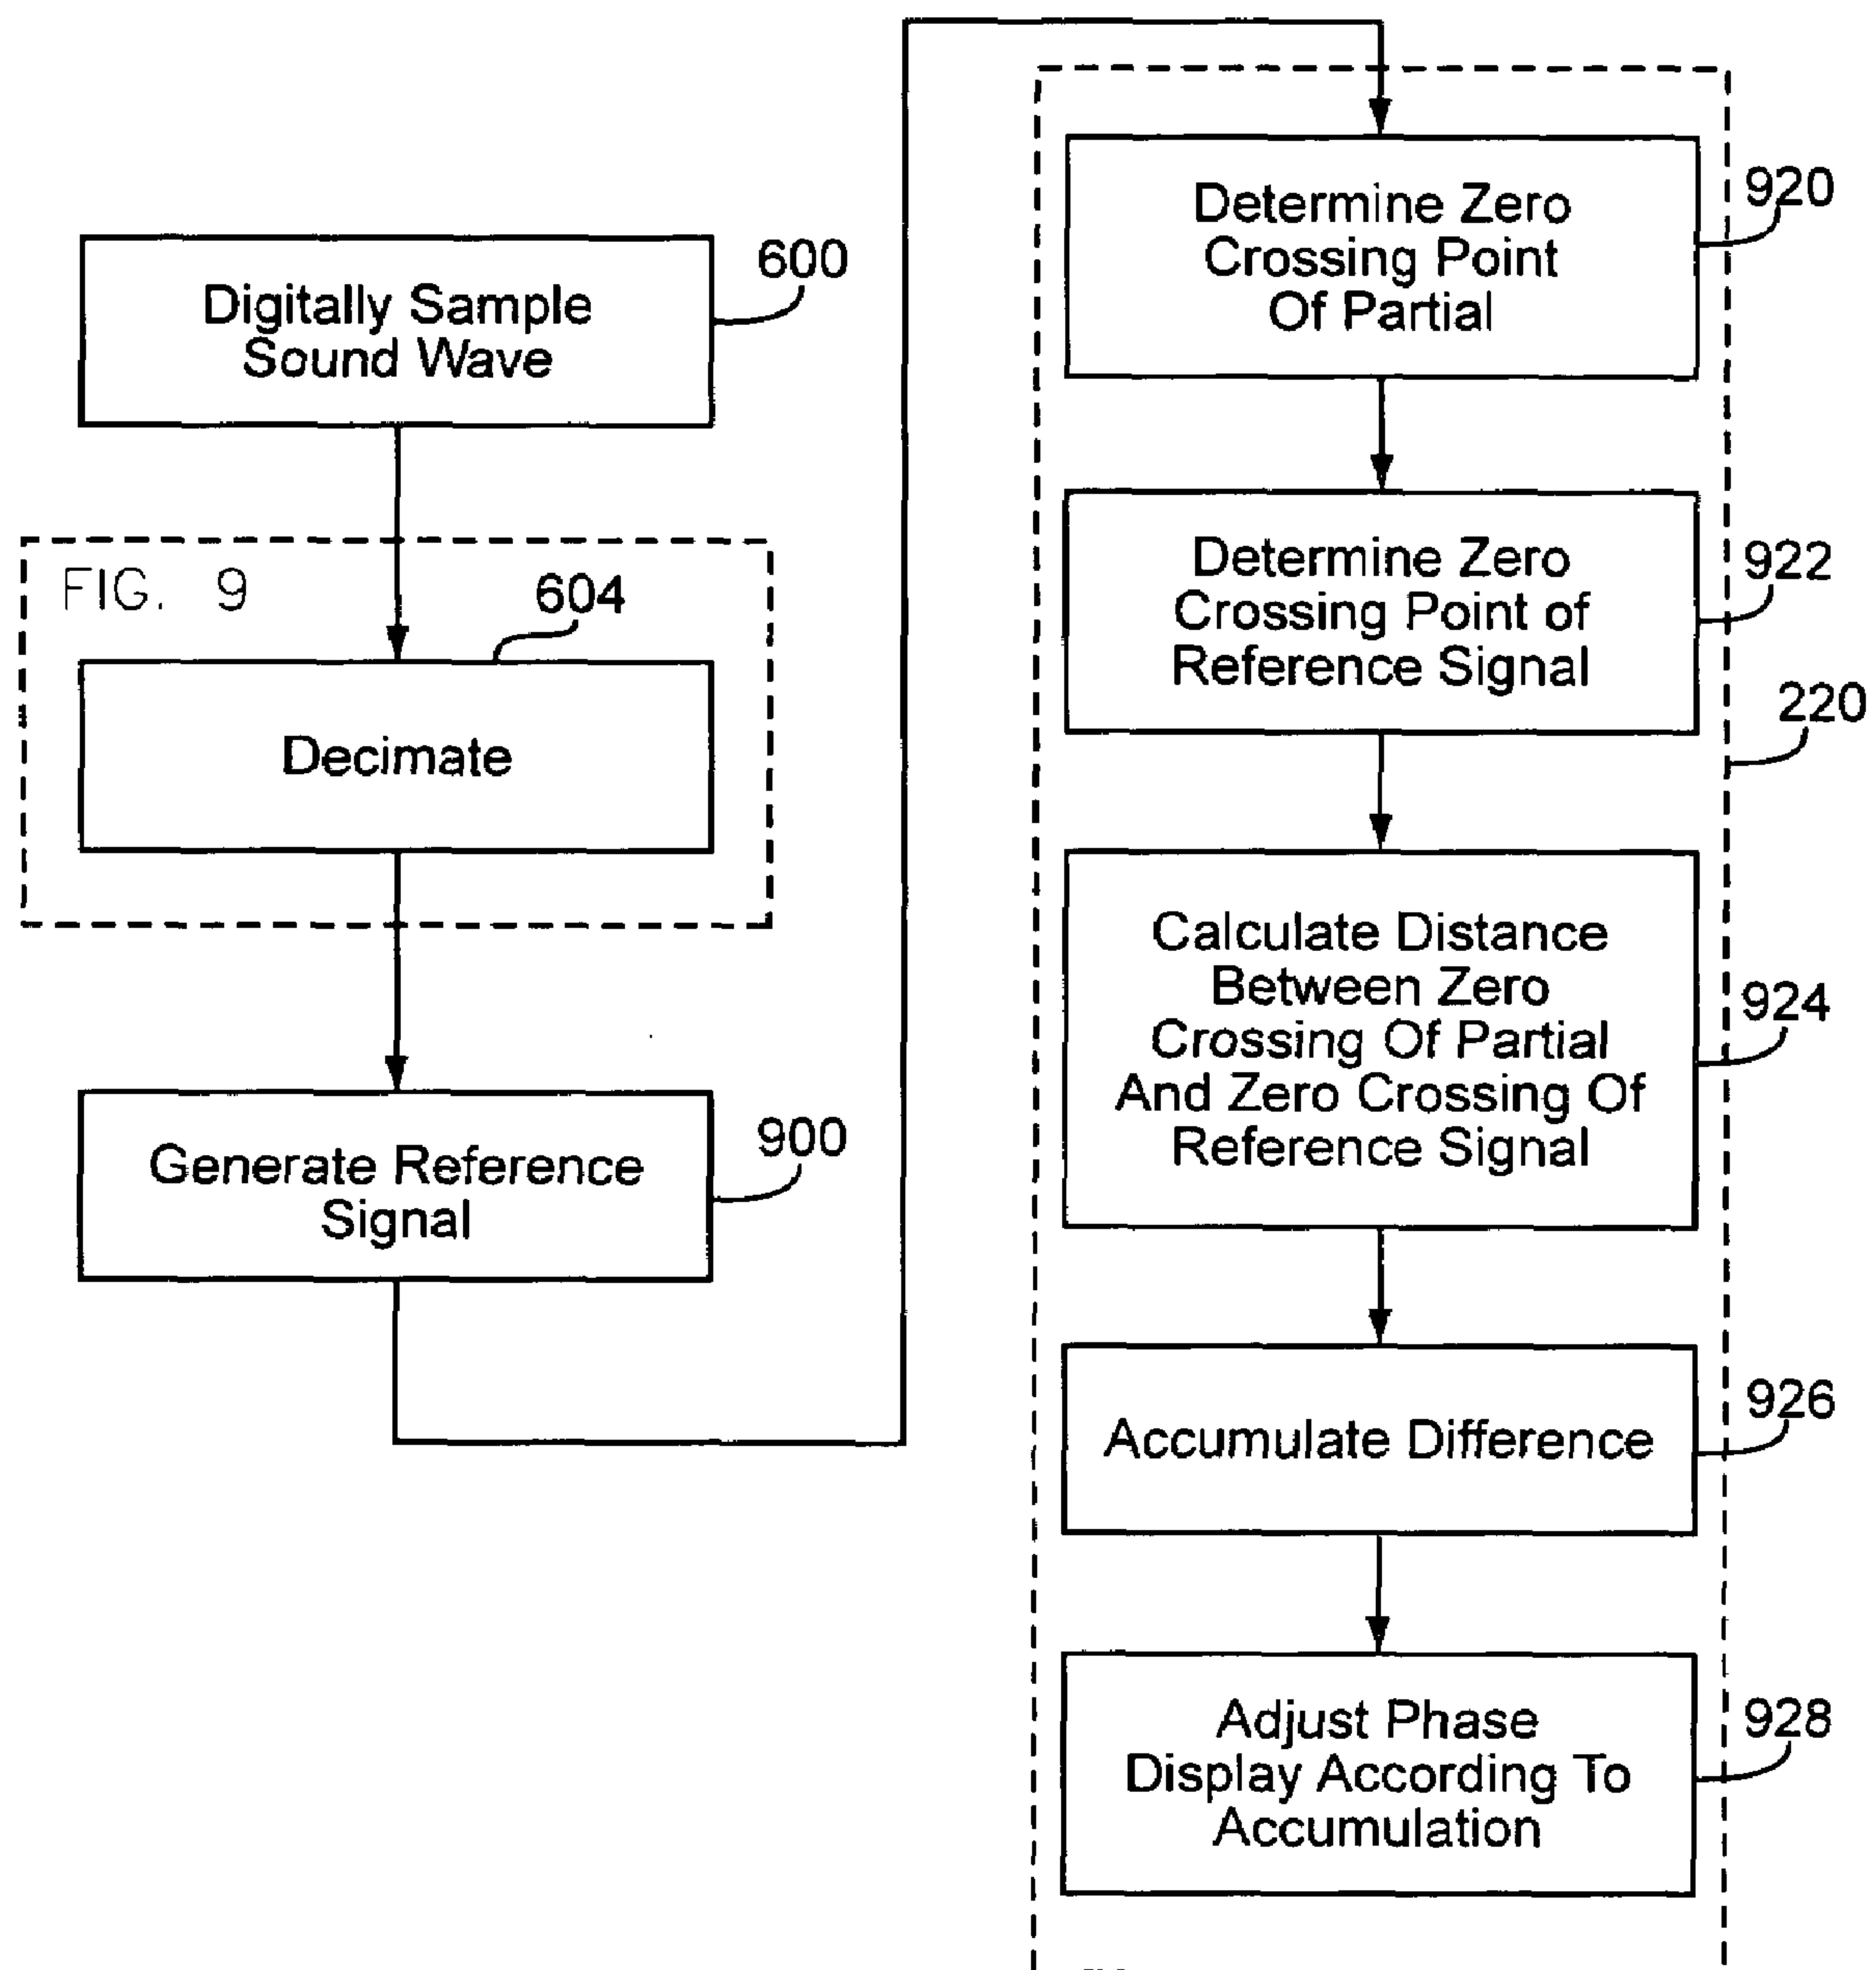 Digitally Sample
Sound Wave
600
FIG. 9
604
Decimate
Generate Reference
Signal
900
Determine Zero
Crossing Point
Of Partial
920
Determine Zero
Crossing Point of
Reference Signal
922
220
Calculate Distance
Between Zero
Crossing Of Partial
And Zero Crossing Of
Reference Signal
924
Accumulate Difference
926
Adjust Phase
Display According To
Accumulation
928